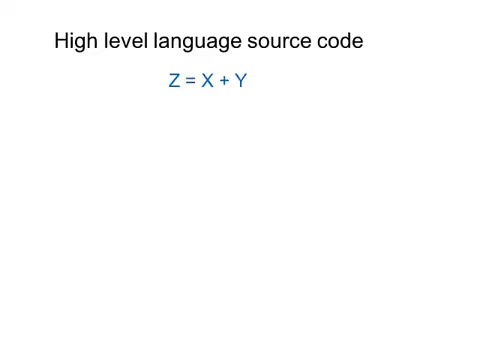 High level language source code
Z = X + Y